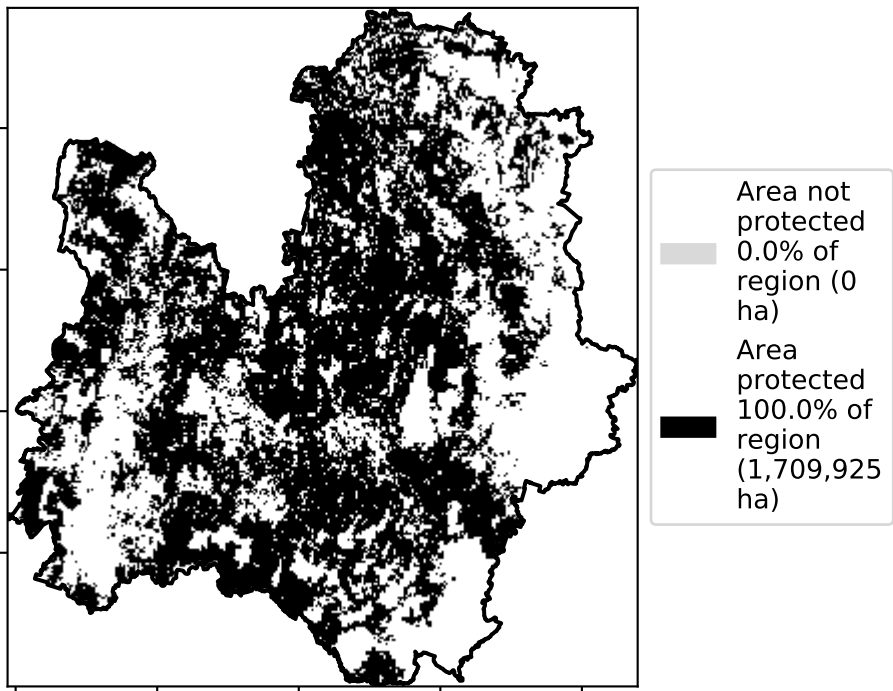 Area not
protected
0.0% of
region (0
ha)
Area
protected
100.0% of
region
(1,709,925
ha)